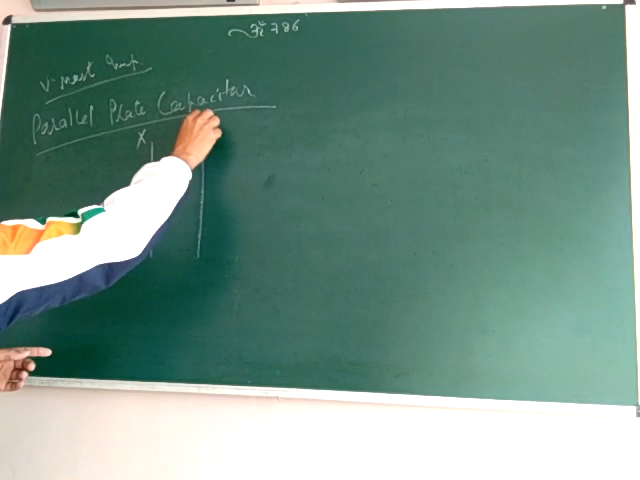 ॐ 786
V. Most Imp.
Parallel Plate Capacitor
X